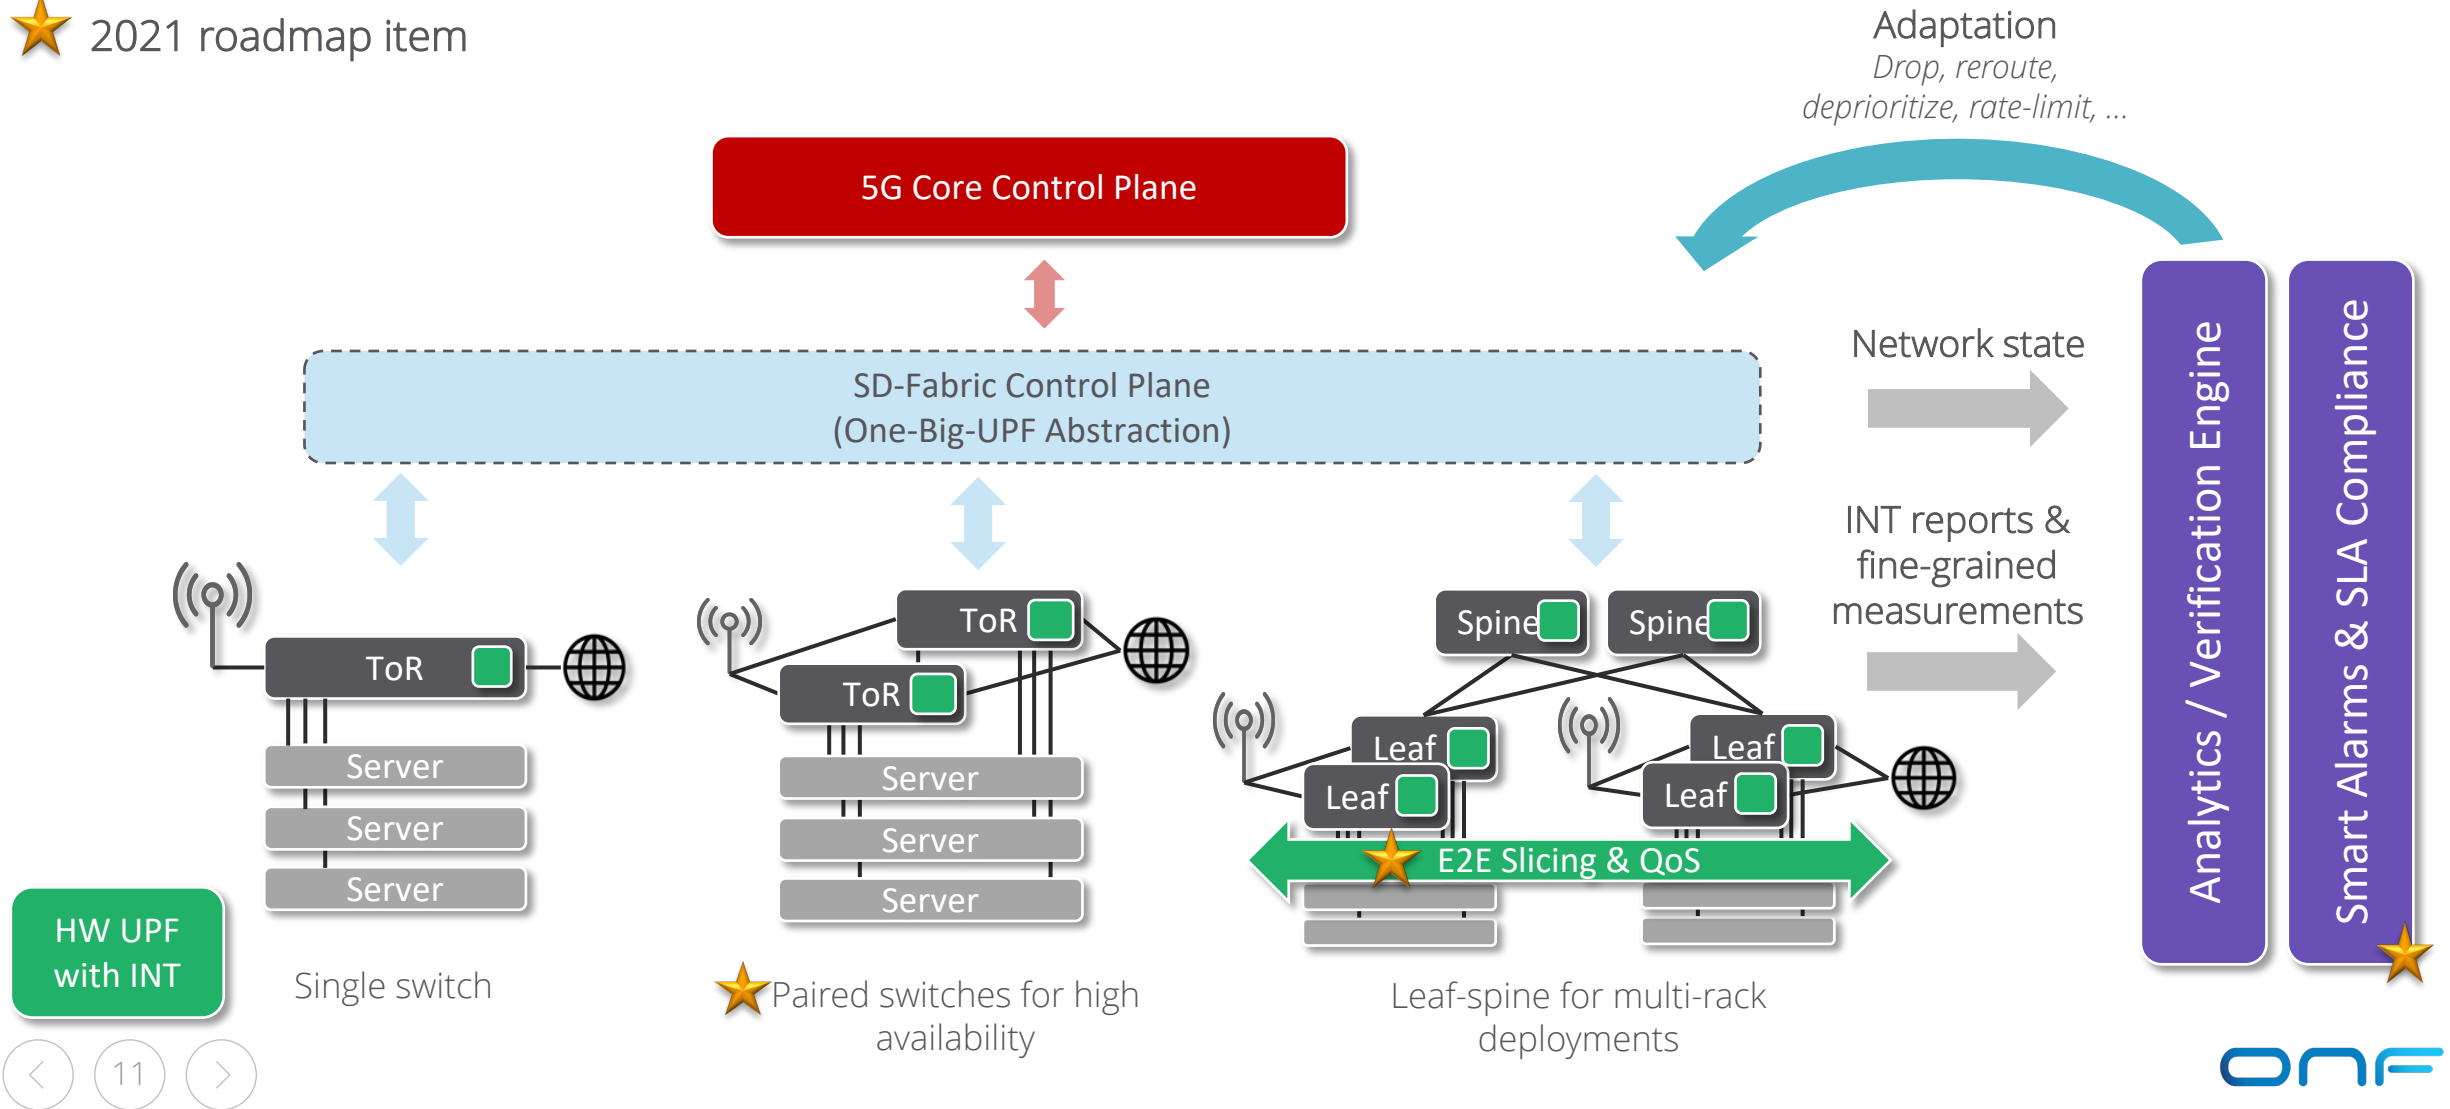 2021 roadmap item
Adaptation
Drop, reroute,
deprioritize, rate-limit, ...
5G Core Control Plane
SD-Fabric Control Plane
(One-Big-UPF Abstraction)
Network state
INT reports &
fine-grained
measurements
Analytics / Verification Engine
Smart Alarms & SLA Compliance
ToR
Server
Server
Server
ToR
ToR
Server
Server
Server
Spine
Spine
Leaf
Leaf
Leaf
Leaf
E2E Slicing & QoS
HW UPF
with INT
Single switch
Paired switches for high
availability
Leaf-spine for multi-rack
deployments
11
ONF